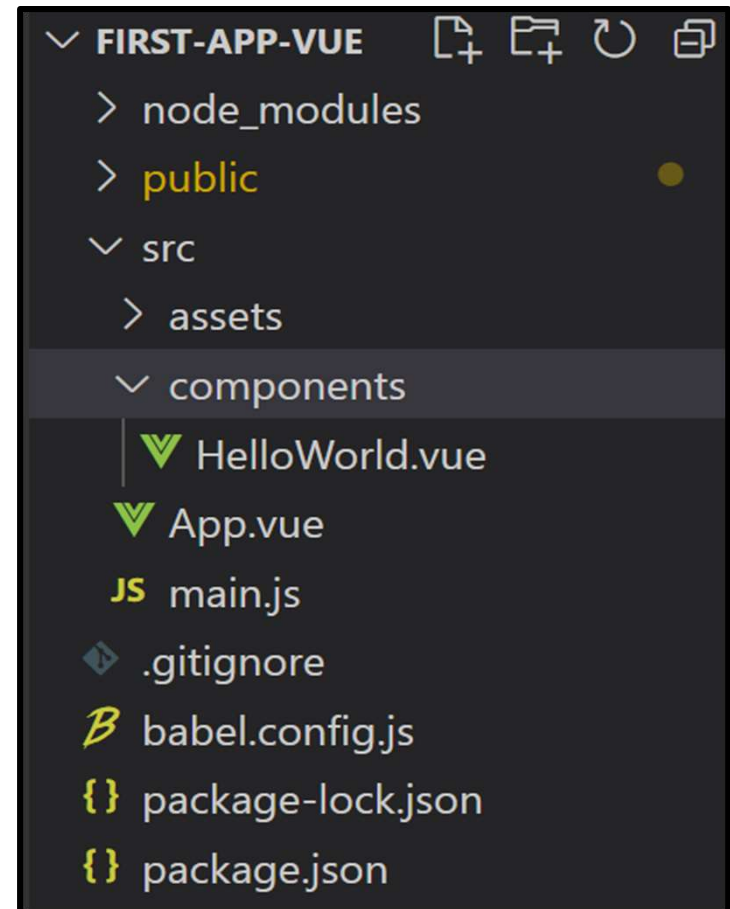 FIRST-APP-VUE
node_modules
public
src
assets
components
HelloWorld.vue
App.vue
JS main.js
.gitignore
B babel.config.js
{} package-lock.json
{} package.json